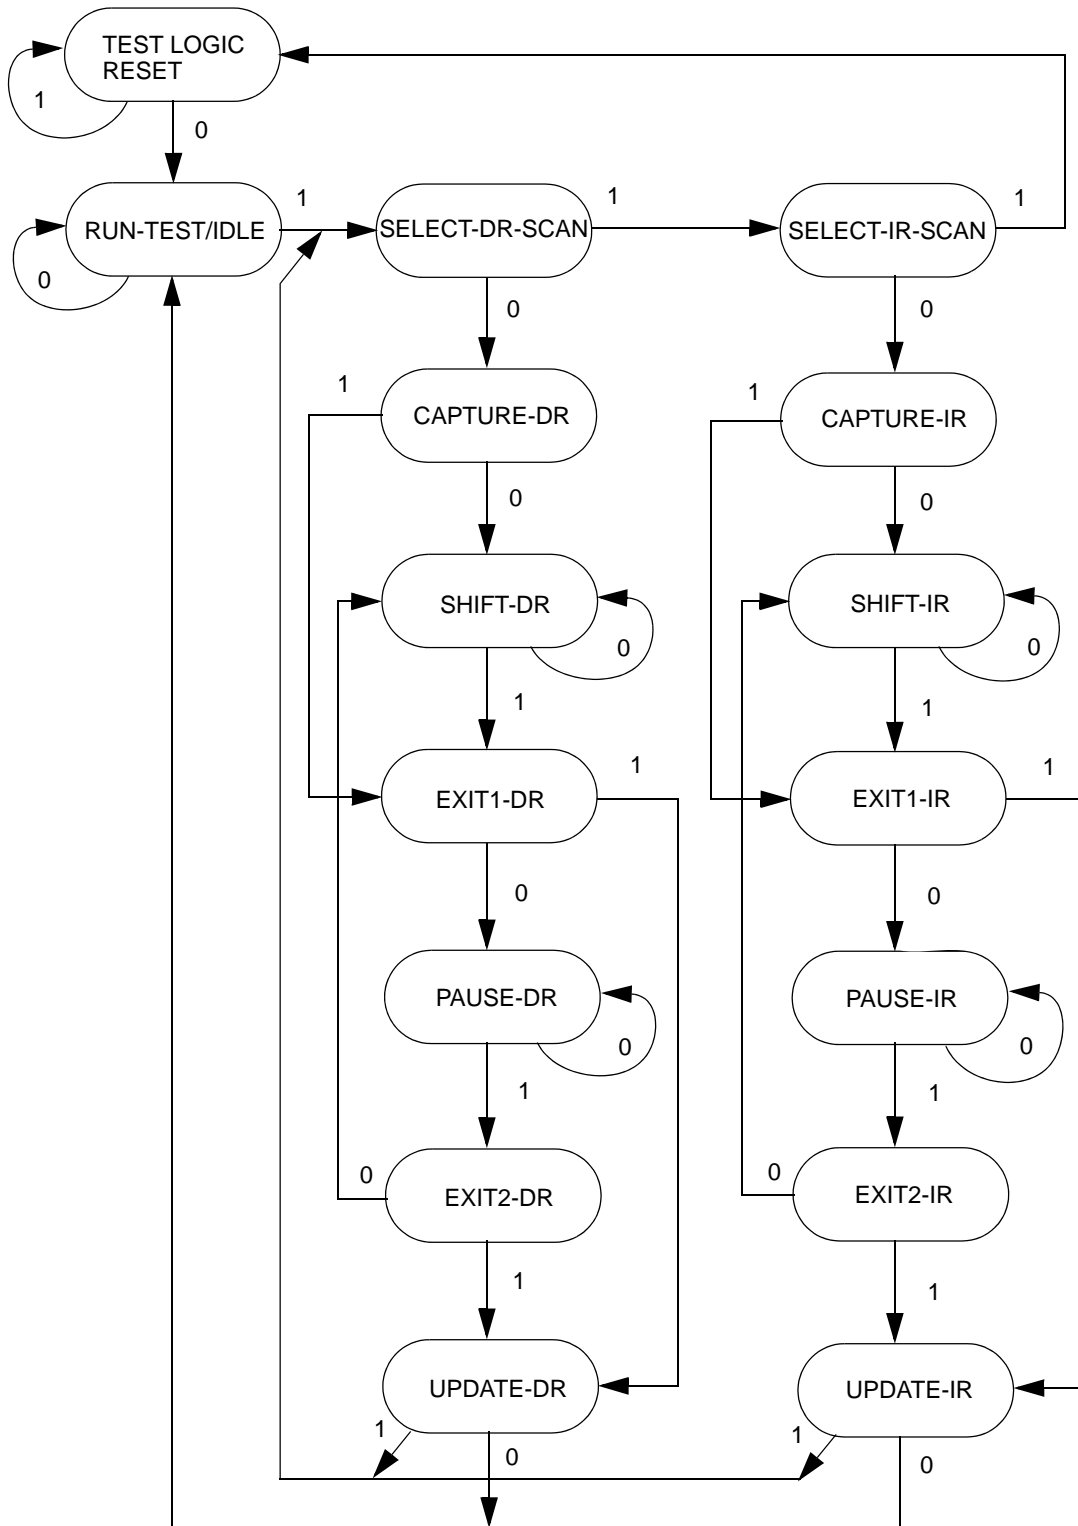 TEST LOGIC
RESET
1
0
RUN-TEST/IDLE
1
SELECT-DR-SCAN
1
SELECT-IR-SCAN
1
0
0
0
1
CAPTURE-DR
1
CAPTURE-IR
0
0
SHIFT-DR
0
SHIFT-IR
0
1
1
EXIT1-DR
1
EXIT1-IR
1
0
0
PAUSE-DR
0
PAUSE-IR
0
1
1
0
EXIT2-DR
0
EXIT2-IR
1
1
UPDATE-DR
UPDATE-IR
1
0
1
0